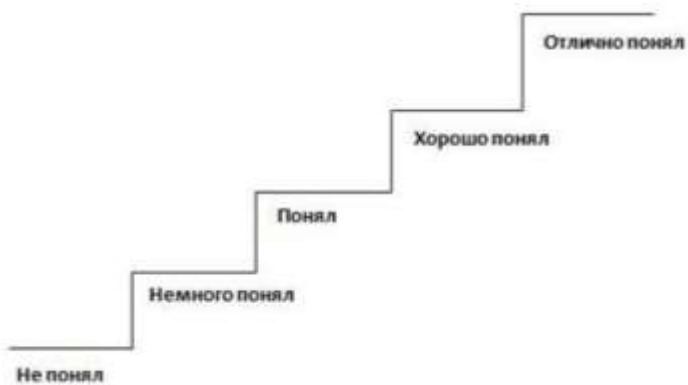 Отлично понял
Хорошо понял
Понял
Немного понял
Не понял